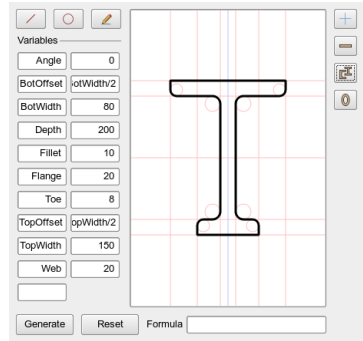 Variables
Angle 0
BotOffset otWidth/2
BotWidth 80
Depth 200
Fillet 10
Flange 20
Toe 8
TopOffset opWidth/2
TopWidth 150
Web 20
Generate Reset Formula